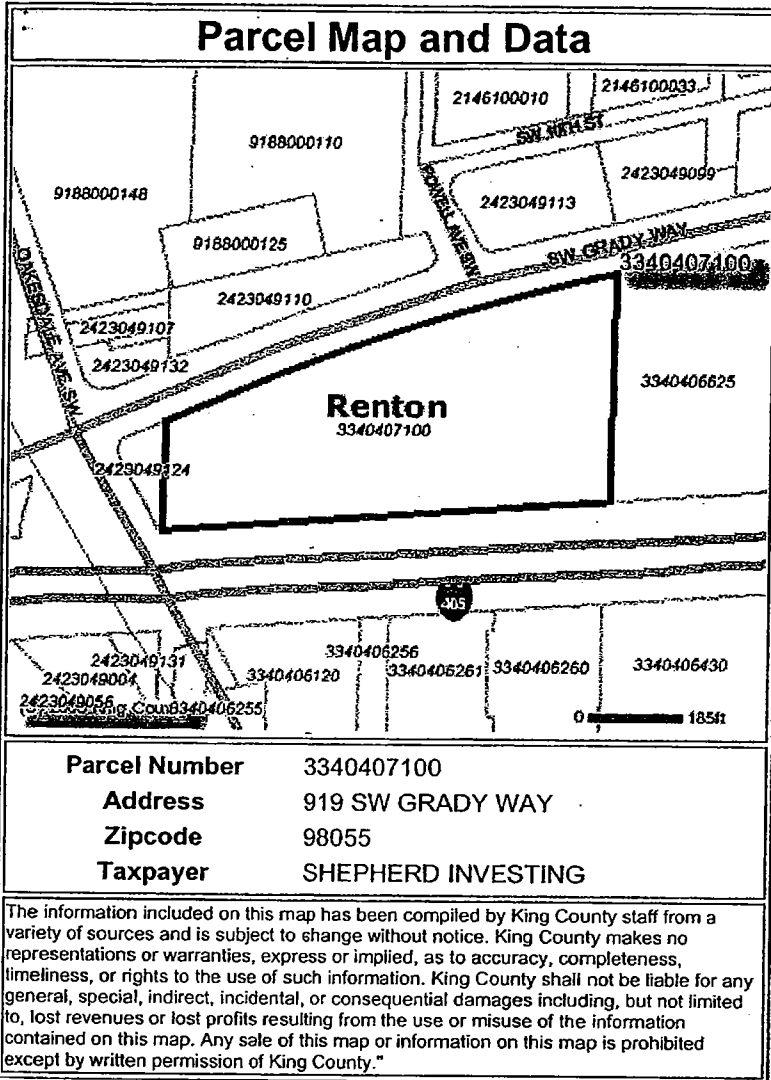 Parcel Map and Data
2146100010
2146100033
SW 10TH ST
9188000110
2423049099
9188000148
POWELL AVE SW
2423049113
9188000125
SW GRADY WAY
3340407100
OAKESDALE AVE SW
2423049110
2423049107
2423049132
3340406625
Renton
3340407100
2423049124
405
2423049131
3340406256
2423049004
3340406120
3340406261
3340406260
3340406430
2423049056
3340406255
0 185ft
Parcel Number 3340407100
Address 919 SW GRADY WAY
Zipcode 98055
Taxpayer SHEPHERD INVESTING
The information included on this map has been compiled by King County staff from a
variety of sources and is subject to change without notice. King County makes no
representations or warranties, express or implied, as to accuracy, completeness,
timeliness, or rights to the use of such information. King County shall not be liable for any
general, special, indirect, incidental, or consequential damages including, but not limited
to, lost revenues or lost profits resulting from the use or misuse of the information
contained on this map. Any sale of this map or information on this map is prohibited
except by written permission of King County."